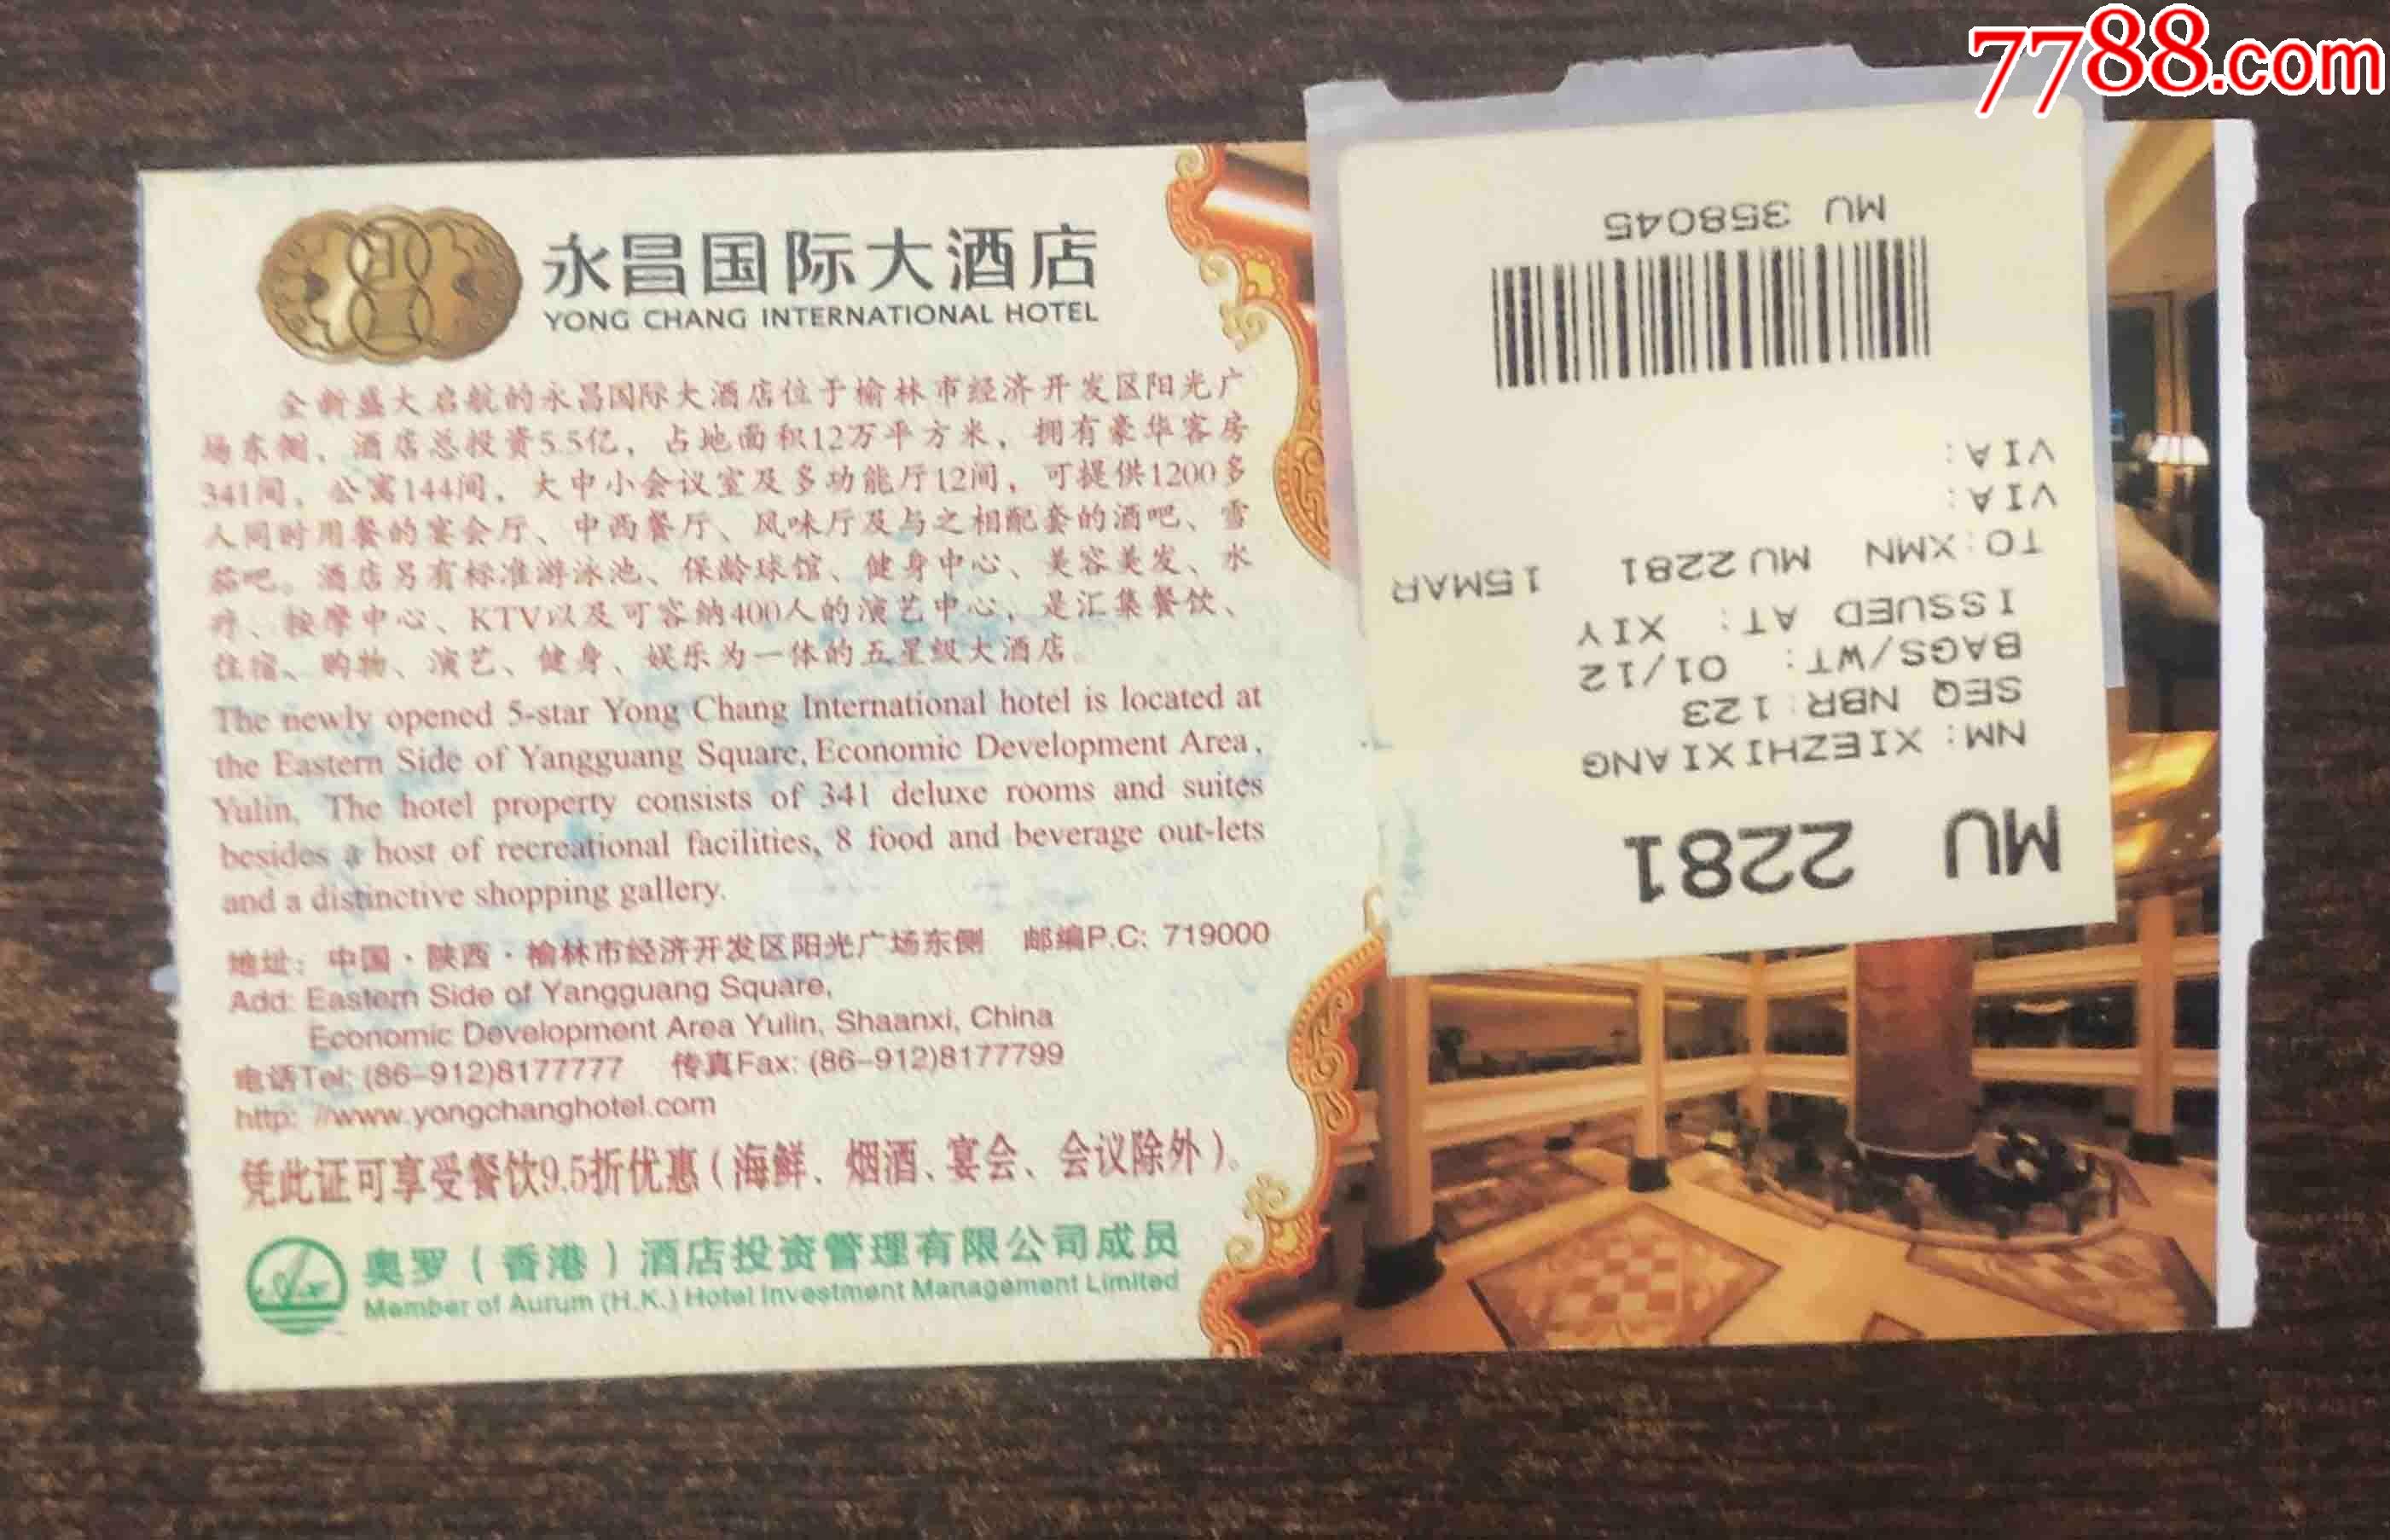 7788.com
永昌国际大酒店
YONG CHANG INTERNATIONAL HOTEL
全新盛大启航的永昌国际大酒店位于榆林市经济开发区阳光广
场东侧，酒店总投资5.5亿，占地面积12万平方米，拥有豪华客房
341间，公寓144间，大中小会议室及多功能厅12间，可提供1200多
人同时用餐的宴会厅、中西餐厅、风味厅及与之相配套的酒吧、雪
茄吧。酒店另有标准游泳池、保龄球馆、健身中心、美容美发、水
疗、按摩中心、KTV以及可容纳400人的演艺中心，是汇集餐饮、
住宿、购物、演艺、健身、娱乐为一体的五星级大酒店。
The newly opened 5-star Yong Chang International hotel is located at
the Eastern Side of Yangguang Square, Economic Development Area,
Yulin. The hotel property consists of 341 deluxe rooms and suites
besides a host of recreational facilities, 8 food and beverage out-lets
and a distinctive shopping gallery.
地址：中国·陕西·榆林市经济开发区阳光广场东侧 邮编P.C: 719000
Add: Eastern Side of Yangguang Square,
Economic Development Area Yulin, Shaanxi, China
电话Tel: (86-912)8177777 传真Fax: (86-912)8177799
http: //www.yongchanghotel.com
凭此证可享受餐饮9.5折优惠（海鲜、烟酒、宴会、会议除外）。
奥罗（香港）酒店投资管理有限公司成员
Member of Aurum (H.K.) Hotel Investment Management Limited
MU 2281
NM: XIEZHIXIANG
SEQ NBR: 123
BAGS/WT: 01/12
ISSUED AT: XIY
TO: XMN MU2281 15MAR
VIA:
VIA:
MU 358045